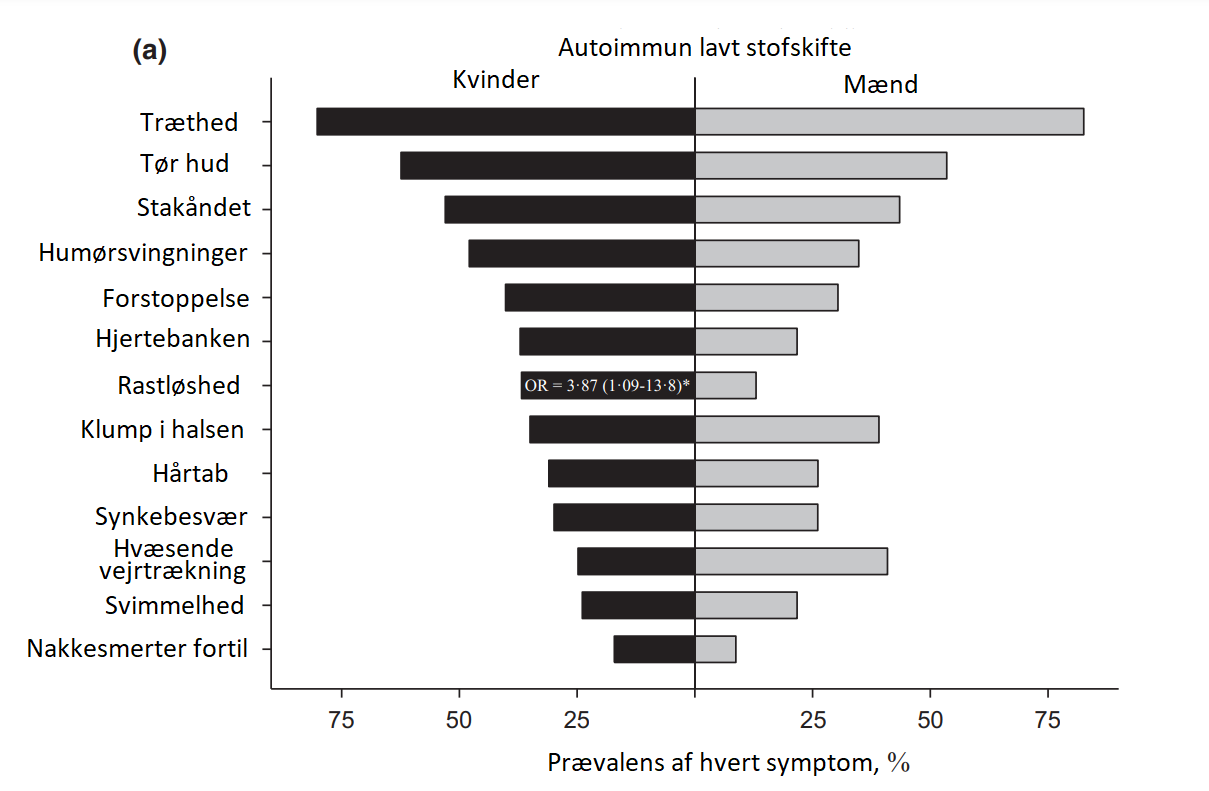 (a)
Autoimmun lavt stofskifte
Kvinder
Mænd
Træthed
Tør hud
Stakåndet
Humørsvingninger
Forstoppelse
Hjertebanken
Rastløshed
OR = 3·87 (1·09-13·8)*
Klump i halsen
Hårtab
Synkebesvær
Hvæsende
vejrtrækning
Svimmelhed
Nakkesmerter fortil
75 50 25 25 50 75
Prævalens af hvert symptom, %